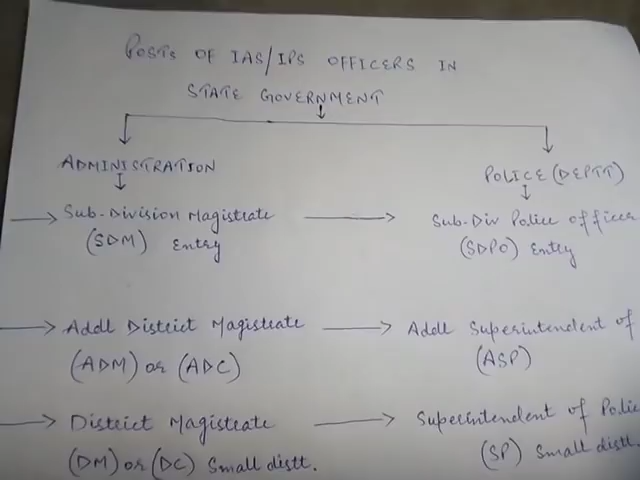 POSTS OF IAS/IPS OFFICERS IN
STATE GOVERNMENT
ADMINISTRATION
POLICE (DEPTT)
Sub-Division Magistrate
(SDM) Entry
Sub-Div Police Officer
(SDPO) Entry
Addl District Magistrate
(ADM) or (ADC)
Addl Superintendent of
(ASP)
District Magistrate
(DM) or (DC) Small distt.
Superintendent of Polic
(SP) Small distt.